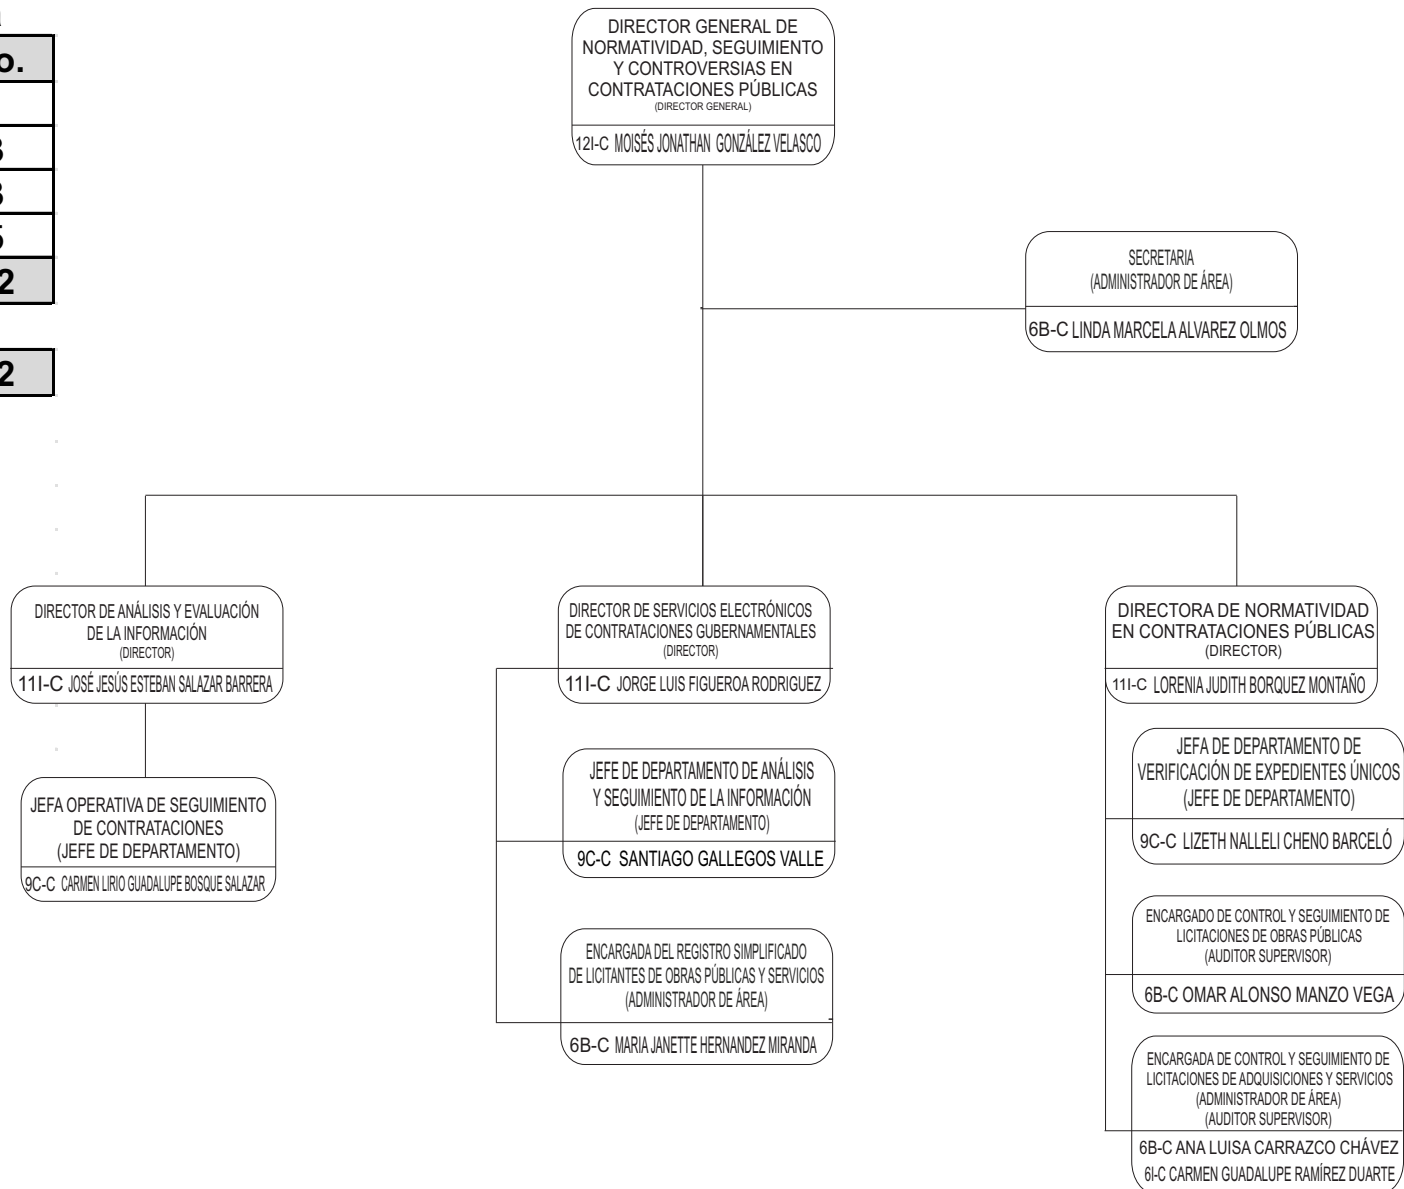 o.
3
3
5
2
2
DIRECTOR GENERAL DE
NORMATIVIDAD, SEGUIMIENTO
Y CONTROVERSIAS EN
CONTRATACIONES PÚBLICAS
(DIRECTOR GENERAL)
12I-C MOISÉS JONATHAN GONZÁLEZ VELASCO
SECRETARIA
(ADMINISTRADOR DE ÁREA)
6B-C LINDA MARCELA ALVAREZ OLMOS
DIRECTOR DE ANÁLISIS Y EVALUACIÓN
DE LA INFORMACIÓN
(DIRECTOR)
11I-C JOSÉ JESÚS ESTEBAN SALAZAR BARRERA
JEFA OPERATIVA DE SEGUIMIENTO
DE CONTRATACIONES
(JEFE DE DEPARTAMENTO)
9C-C CARMEN LIRIO GUADALUPE BOSQUE SALAZAR
DIRECTOR DE SERVICIOS ELECTRÓNICOS
DE CONTRATACIONES GUBERNAMENTALES
(DIRECTOR)
11I-C JORGE LUIS FIGUEROA RODRIGUEZ
JEFE DE DEPARTAMENTO DE ANÁLISIS
Y SEGUIMIENTO DE LA INFORMACIÓN
(JEFE DE DEPARTAMENTO)
9C-C SANTIAGO GALLEGOS VALLE
ENCARGADA DEL REGISTRO SIMPLIFICADO
DE LICITANTES DE OBRAS PÚBLICAS Y SERVICIOS
(ADMINISTRADOR DE ÁREA)
6B-C MARIA JANETTE HERNANDEZ MIRANDA
DIRECTORA DE NORMATIVIDAD
EN CONTRATACIONES PÚBLICAS
(DIRECTOR)
11I-C LORENIA JUDITH BORQUEZ MONTAÑO
JEFA DE DEPARTAMENTO DE
VERIFICACIÓN DE EXPEDIENTES ÚNICOS
(JEFE DE DEPARTAMENTO)
9C-C LIZETH NALLELI CHENO BARCELÓ
ENCARGADO DE CONTROL Y SEGUIMIENTO DE
LICITACIONES DE OBRAS PÚBLICAS
(AUDITOR SUPERVISOR)
6B-C OMAR ALONSO MANZO VEGA
ENCARGADA DE CONTROL Y SEGUIMIENTO DE
LICITACIONES DE ADQUISICIONES Y SERVICIOS
(ADMINISTRADOR DE ÁREA)
(AUDITOR SUPERVISOR)
6B-C ANA LUISA CARRAZCO CHÁVEZ
6I-C CARMEN GUADALUPE RAMÍREZ DUARTE